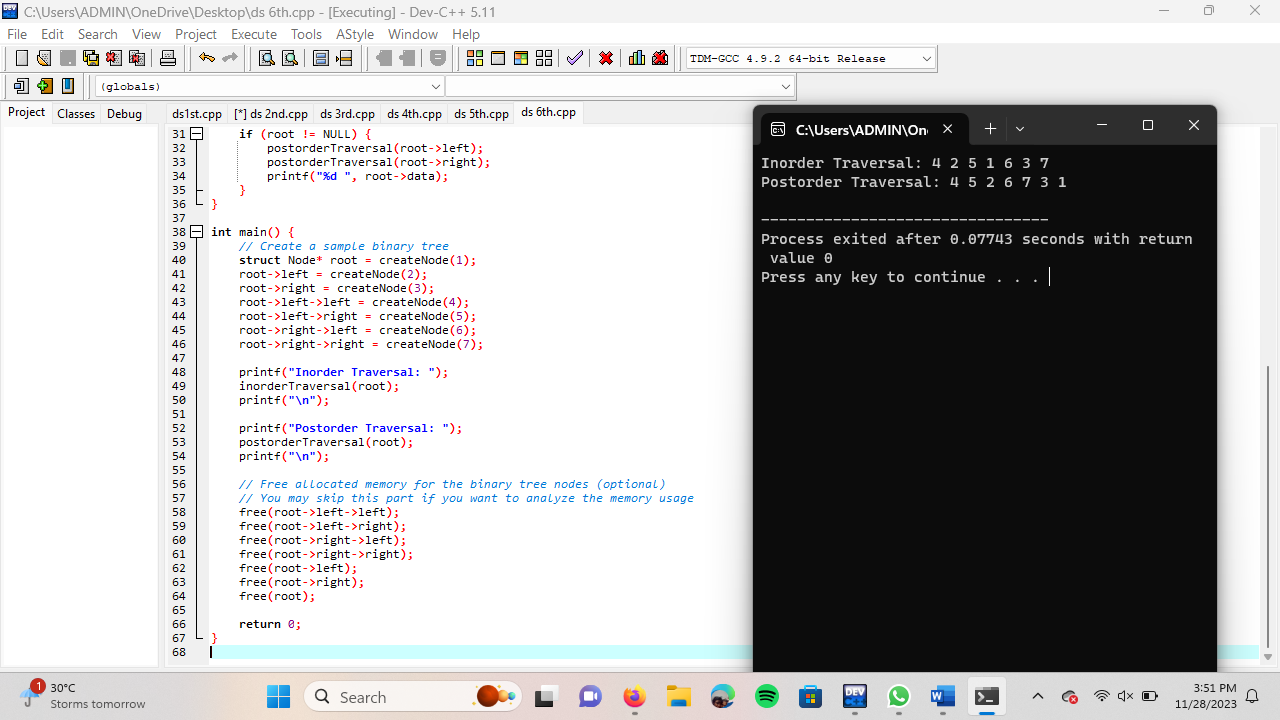 C:\Users\ADMIN\OneDrive\Desktop\ds 6th.cpp - [Executing] - Dev-C++ 5.11
File Edit Search View Project Execute Tools AStyle Window Help
TDM-GCC 4.9.2 64-bit Release
(globals)
Project Classes Debug
ds1st.cpp [*] ds 2nd.cpp ds 3rd.cpp ds 4th.cpp ds 5th.cpp ds 6th.cpp
31 if (root != NULL) {
32 postorderTraversal(root->left);
33 postorderTraversal(root->right);
34 printf("%d ", root->data);
35 }
36 }
37
38 int main() {
39 // Create a sample binary tree
40 struct Node* root = createNode(1);
41 root->left = createNode(2);
42 root->right = createNode(3);
43 root->left->left = createNode(4);
44 root->left->right = createNode(5);
45 root->right->left = createNode(6);
46 root->right->right = createNode(7);
47
48 printf("Inorder Traversal: ");
49 inorderTraversal(root);
50 printf("\n");
51
52 printf("Postorder Traversal: ");
53 postorderTraversal(root);
54 printf("\n");
55
56 // Free allocated memory for the binary tree nodes (optional)
57 // You may skip this part if you want to analyze the memory usage
58 free(root->left->left);
59 free(root->left->right);
60 free(root->right->left);
61 free(root->right->right);
62 free(root->left);
63 free(root->right);
64 free(root);
65
66 return 0;
67 }
68
C:\Users\ADMIN\On
Inorder Traversal: 4 2 5 1 6 3 7
Postorder Traversal: 4 5 2 6 7 3 1
--------------------------------
Process exited after 0.07743 seconds with return
value 0
Press any key to continue . . .
1
30°C
Storms tomorrow
Search
DEV
3:51 PM
11/28/2023